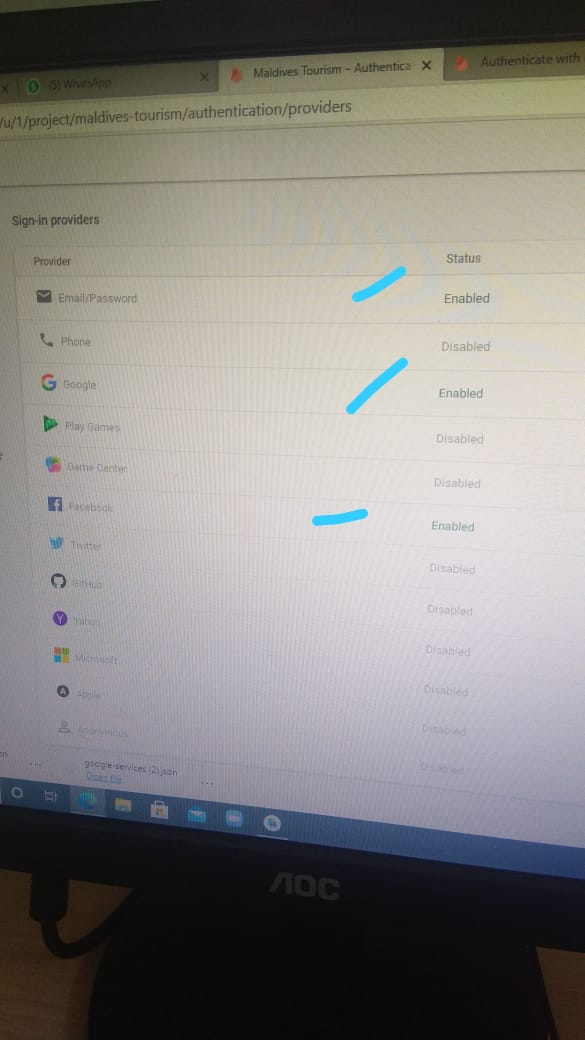 (5) WhatsApp
Maldives Tourism – Authentica
Authenticate with
/u/1/project/maldives-tourism/authentication/providers
Sign-in providers
Provider Status
Email/Password Enabled
Phone Disabled
Google Enabled
Play Games Disabled
Game Center Disabled
Facebook Enabled
Twitter Disabled
GitHub Disabled
Yahoo Disabled
Microsoft Disabled
Apple Disabled
Anonymous Disabled
google-services (2).json
Open file
AOC